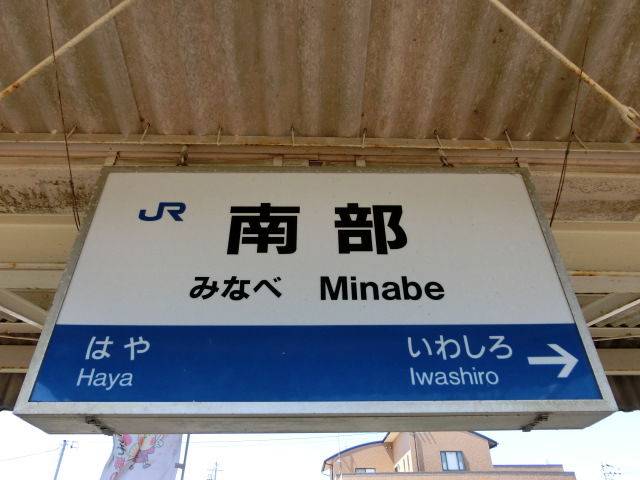 JR 南部
みなべ Minabe
はや いわしろ →
Haya Iwashiro